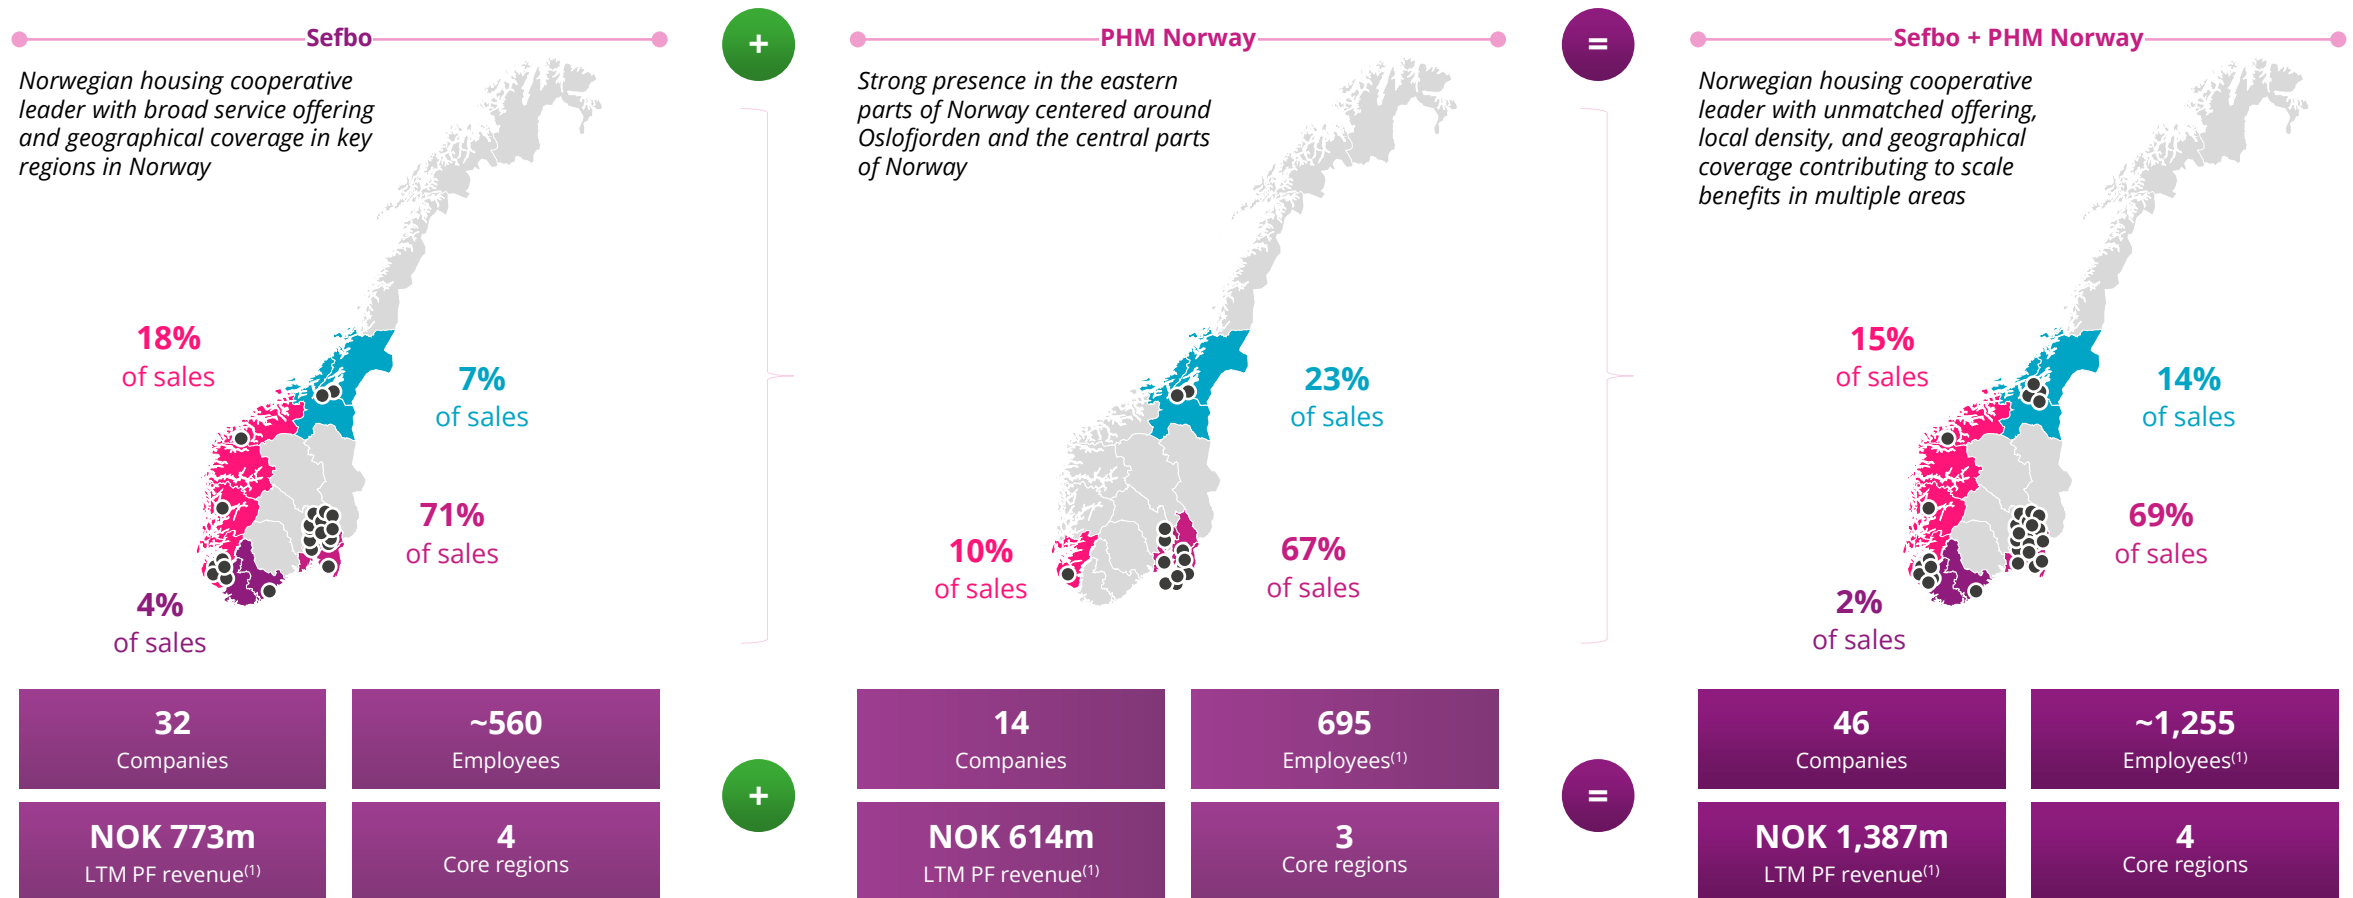 Sefbo
Norwegian housing cooperative
leader with broad service offering
and geographical coverage in key
regions in Norway
18%
of sales
7%
of sales
71%
of sales
4%
of sales
32
Companies
~560
Employees
NOK 773m
LTM PF revenue(1)
4
Core regions
+
+
PHM Norway
Strong presence in the eastern
parts of Norway centered around
Oslofjorden and the central parts
of Norway
23%
of sales
10%
of sales
67%
of sales
14
Companies
695
Employees(1)
NOK 614m
LTM PF revenue(1)
3
Core regions
=
=
Sefbo + PHM Norway
Norwegian housing cooperative
leader with unmatched offering,
local density, and geographical
coverage contributing to scale
benefits in multiple areas
15%
of sales
14%
of sales
69%
of sales
2%
of sales
46
Companies
~1,255
Employees(1)
NOK 1,387m
LTM PF revenue(1)
4
Core regions